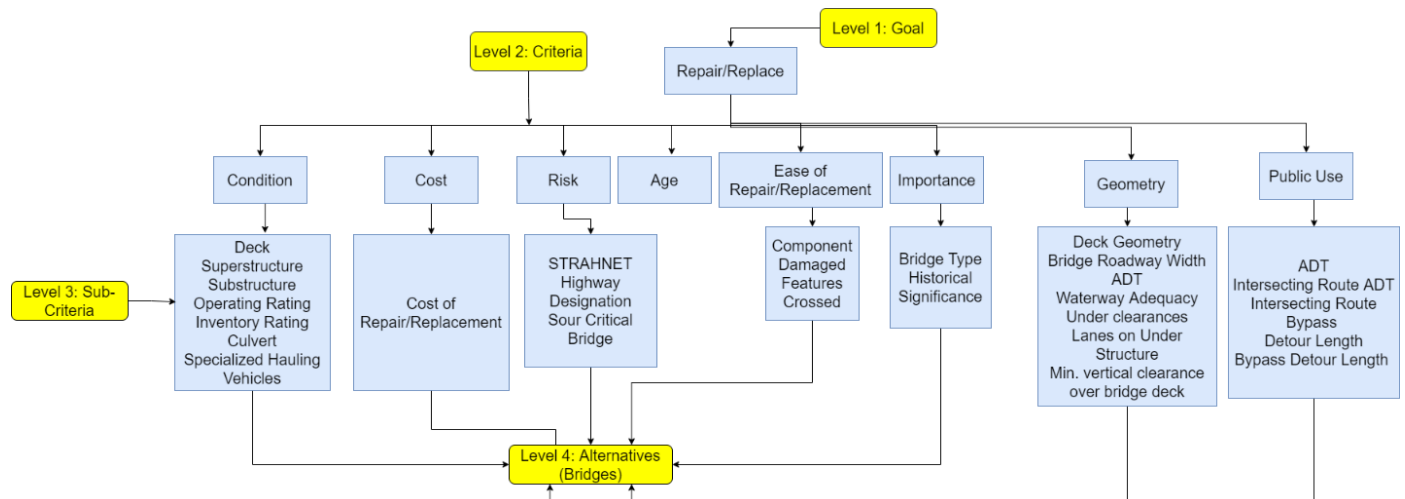 Level 1: Goal
Level 2: Criteria
Repair/Replace
Condition
Cost
Risk
Age
Ease of
Repair/Replacement
Importance
Geometry
Public Use
Level 3: Sub-
Criteria
Deck
Superstructure
Substructure
Operating Rating
Inventory Rating
Culvert
Specialized Hauling
Vehicles
Cost of
Repair/Replacement
STRAHNET
Highway
Designation
Sour Critical
Bridge
Component
Damaged
Features
Crossed
Bridge Type
Historical
Significance
Deck Geometry
Bridge Roadway Width
ADT
Waterway Adequacy
Under clearances
Lanes on Under
Structure
Min. vertical clearance
over bridge deck
ADT
Intersecting Route ADT
Intersecting Route
Bypass
Detour Length
Bypass Detour Length
Level 4: Alternatives
(Bridges)